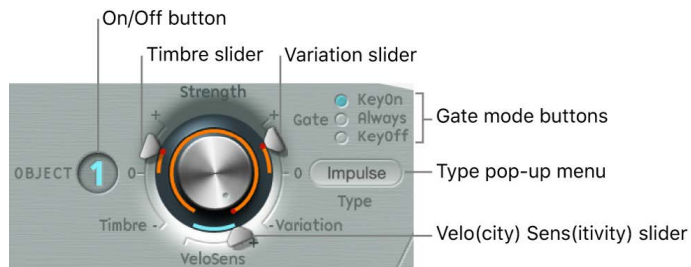 On/Off button
Timbre slider
Variation slider
Strength
+
+
KeyOn
Gate
Always
KeyOff
Gate mode buttons
OBJECT
1
0
0
Impulse
Type pop-up menu
Type
Timbre -
-Variation
+
Velo(city) Sens(itivity) slider
VeloSens